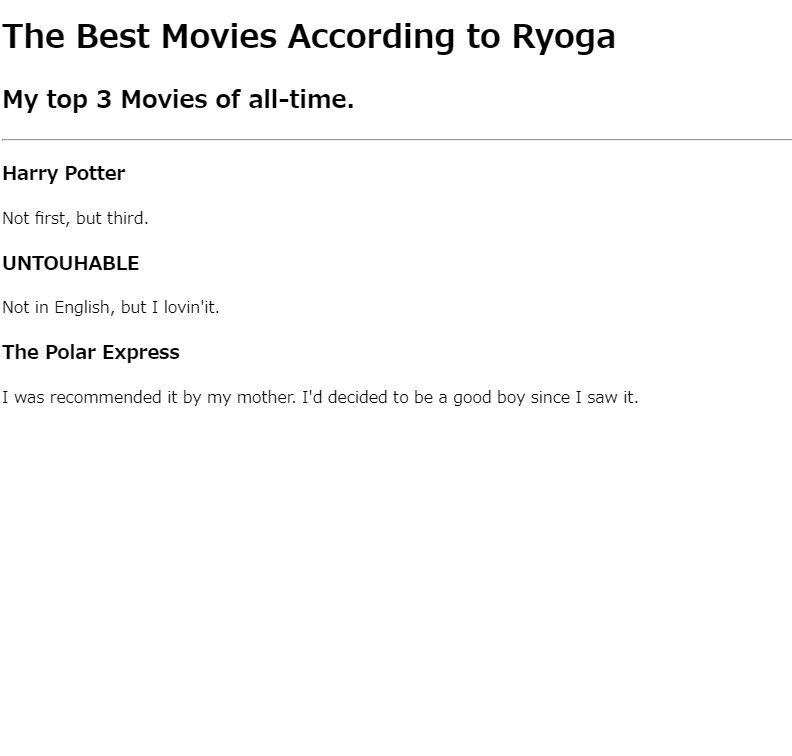 The Best Movies According to Ryoga
My top 3 Movies of all-time.
Harry Potter
Not first, but third.
UNTOUHABLE
Not in English, but I lovin'it.
The Polar Express
I was recommended it by my mother. I'd decided to be a good boy since I saw it.